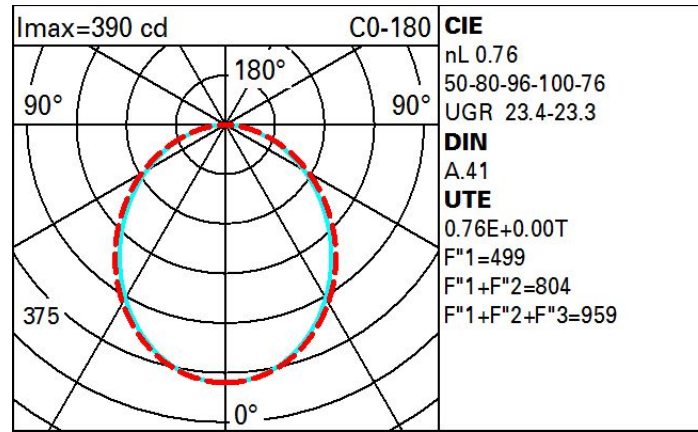 Imax=390 cd C0-180
180°
90° 90°
375
0°
CIE
nL 0.76
50-80-96-100-76
UGR 23.4-23.3
DIN
A.41
UTE
0.76E+0.00T
F"1=499
F"1+F"2=804
F"1+F"2+F"3=959